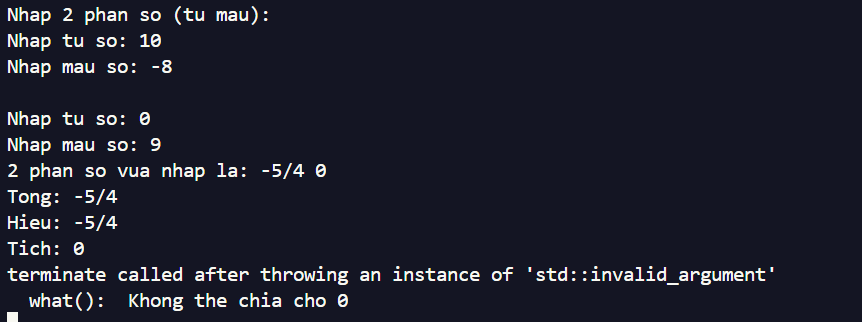 Nhap 2 phan so (tu mau):
Nhap tu so: 10
Nhap mau so: -8
Nhap tu so: 0
Nhap mau so: 9
2 phan so vua nhap la: -5/4 0
Tong: -5/4
Hieu: -5/4
Tich: 0
terminate called after throwing an instance of 'std::invalid_argument'
  what():  Khong the chia cho 0